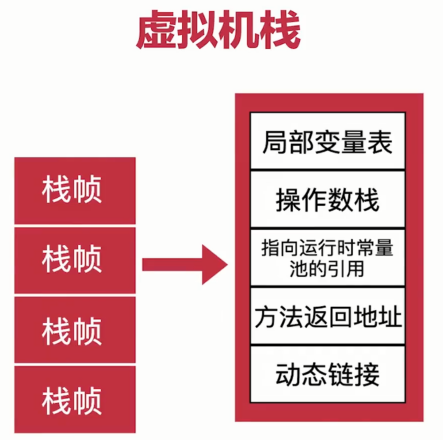 虚拟机栈
栈帧
栈帧
栈帧
栈帧
局部变量表
操作数栈
指向运行时常量
池的引用
方法返回地址
动态链接